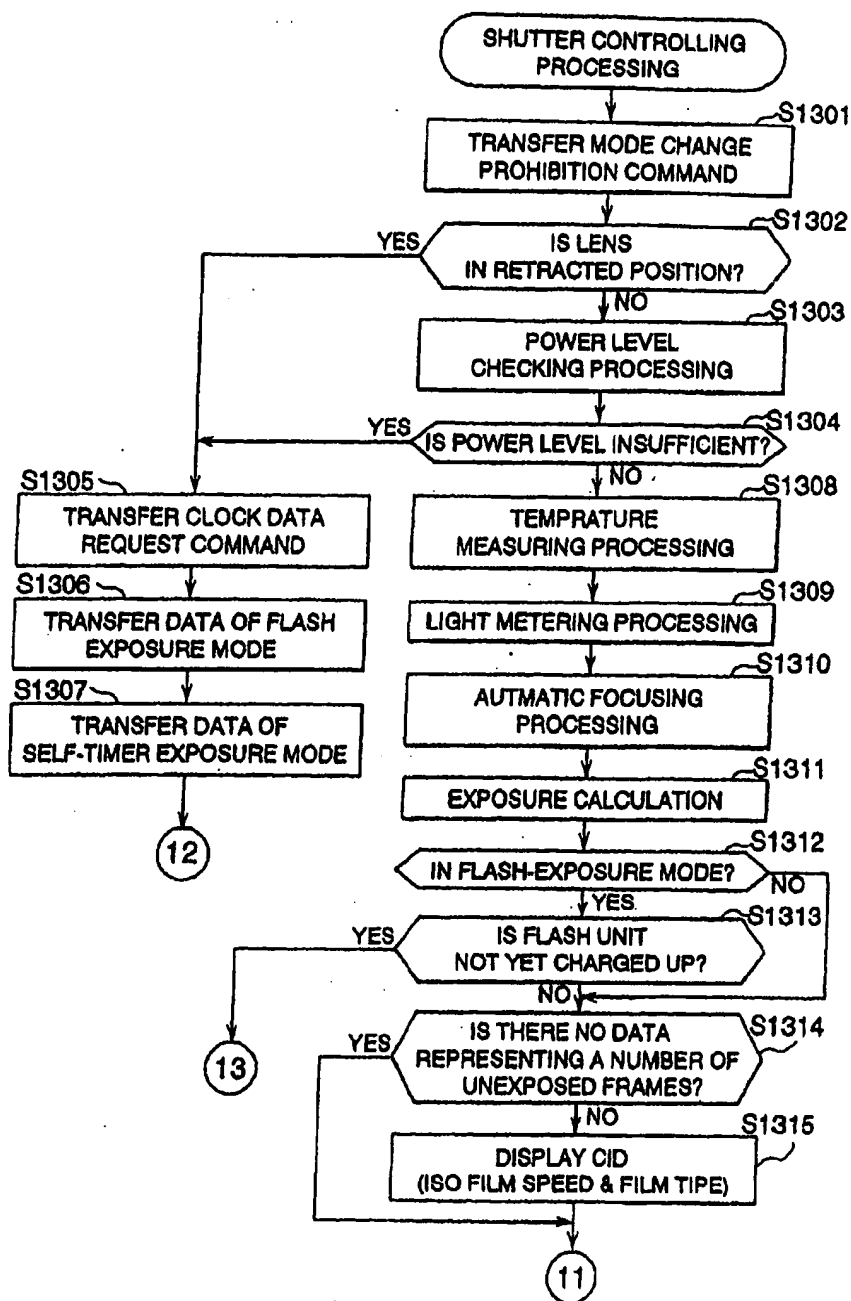 SHUTTER CONTROLLING
PROCESSING
S1301
TRANSFER MODE CHANGE
PROHIBITION COMMAND
S1302
YES
IS LENS
IN RETRACTED POSITION?
NO
S1303
POWER LEVEL
CHECKING PROCESSING
S1304
YES
IS POWER LEVEL INSUFFICIENT?
NO
S1305
TRANSFER CLOCK DATA
REQUEST COMMAND
S1306
TRANSFER DATA OF FLASH
EXPOSURE MODE
S1307
TRANSFER DATA OF
SELF-TIMER EXPOSURE MODE
12
S1308
TEMPRATURE
MEASURING PROCESSING
S1309
LIGHT METERING PROCESSING
S1310
AUTMATIC FOCUSING
PROCESSING
S1311
EXPOSURE CALCULATION
S1312
IN FLASH-EXPOSURE MODE?
NO
YES
S1313
YES
IS FLASH UNIT
NOT YET CHARGED UP?
NO
13
S1314
YES
IS THERE NO DATA
REPRESENTING A NUMBER OF
UNEXPOSED FRAMES?
NO
S1315
DISPLAY CID
(ISO FILM SPEED & FILM TIPE)
11